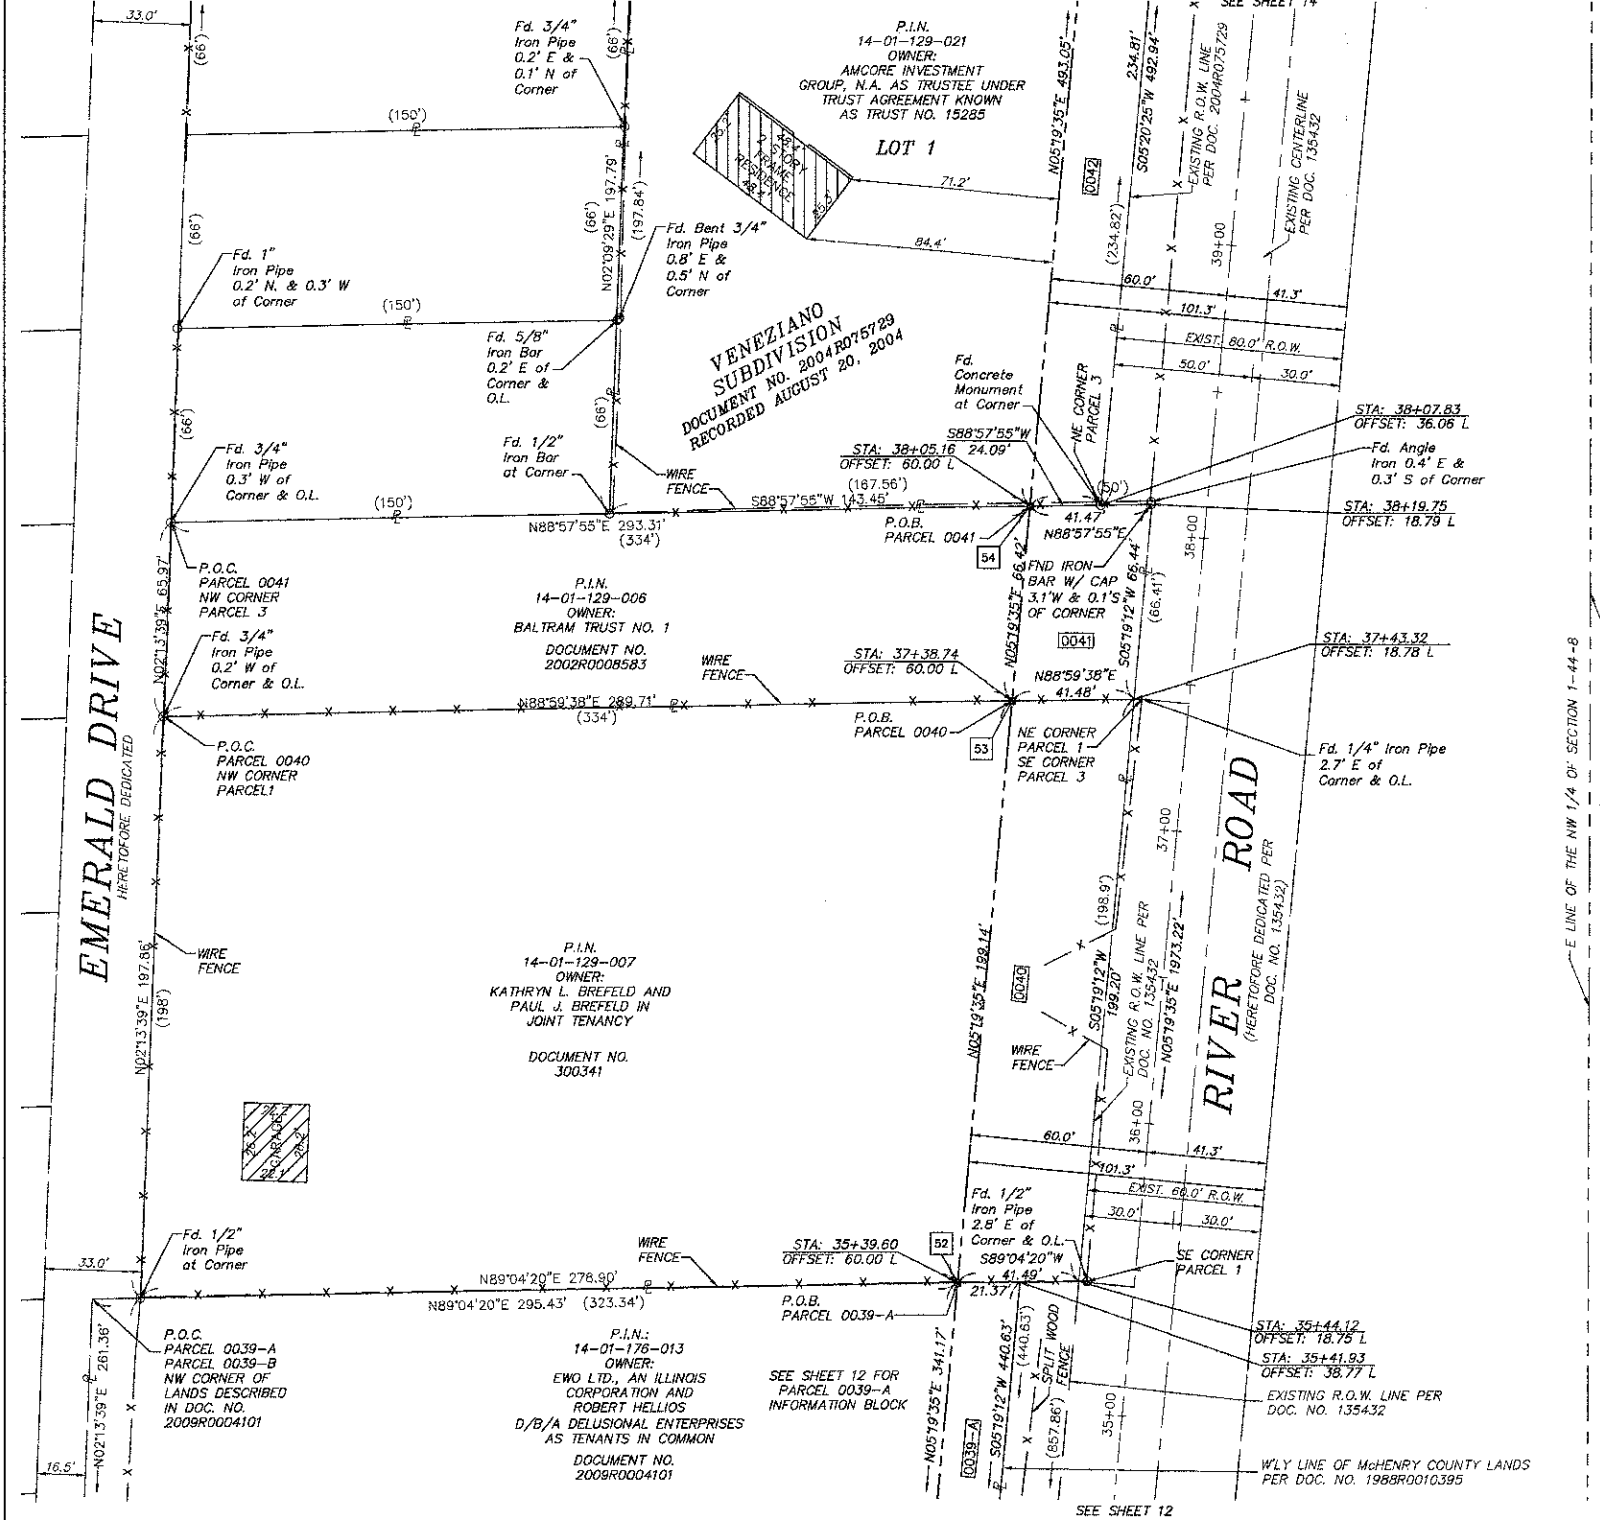 33.0'
(66')
Fd. 3/4"
Iron Pipe
0.2' E &
0.1' N of
Corner
(66')
P.I.N.
14-01-129-021
OWNER:
AMCORE INVESTMENT
GROUP, N.A. AS TRUSTEE UNDER
TRUST AGREEMENT KNOWN
AS TRUST NO. 15285
LOT 1
N05°19'35"E 493.05'
234.81'
S05°20'25"W 492.94'
SEE SHEET 14
EXISTING R.O.W. LINE
PER DOC. 2004R075729
EXISTING CENTERLINE
PER DOC. 135432
(150')
2 STORY
FRAME
RESIDENCE
71.2'
84.4'
0042
(234.82')
39+00
(66')
N02°09'29"E 197.79'
(66')
(197.84')
Fd. Bent 3/4"
Iron Pipe
0.8' E &
0.5' N of
Corner
Fd. 1"
Iron Pipe
0.2' N. & 0.3' W
of Corner
(150')
60.0'
41.3'
101.3'
EXIST. 80.0' R.O.W.
50.0'
30.0'
Fd. 5/8"
Iron Bar
0.2' E of
Corner &
O.L.
VENEZIANO
SUBDIVISION
DOCUMENT NO. 2004R075729
RECORDED AUGUST 20, 2004
Fd.
Concrete
Monument
at Corner
NE CORNER
PARCEL 3
(66')
(66')
STA: 38+07.83
OFFSET: 36.06 L
Fd. Angle
Iron 0.4' E &
0.3' S of Corner
Fd. 3/4"
Iron Pipe
0.3' W of
Corner & O.L.
Fd. 1/2"
Iron Bar
at Corner
WIRE
FENCE
STA: 38+05.16
OFFSET: 60.00 L
S88°57'55"W
24.09'
(167.56')
S88°57'55"W 143.45'
(50')
STA: 38+19.75
OFFSET: 18.79 L
(150')
N88°57'55"E 293.31'
(334')
P.O.B.
PARCEL 0041
54
41.47'
N88°57'55"E
38+00
P.O.C.
PARCEL 0041
NW CORNER
PARCEL 3
N02°13'39"E 65.97'
P.I.N.
14-01-129-006
OWNER:
BALTRAM TRUST NO. 1
DOCUMENT NO.
2002R0008583
N05°19'35"E 66.42'
FND IRON
BAR W/ CAP
3.1'W & 0.1'S
OF CORNER
0041
S05°19'12"W 66.44'
(66.41')
Fd. 3/4"
Iron Pipe
0.2' W of
Corner & O.L.
WIRE
FENCE
STA: 37+38.74
OFFSET: 60.00 L
N88°59'38"E
41.48'
STA: 37+43.32
OFFSET: 18.78 L
N88°59'38"E 289.71'
(334')
P.O.B.
PARCEL 0040
53
NE CORNER
PARCEL 1
SE CORNER
PARCEL 3
Fd. 1/4" Iron Pipe
2.7' E of
Corner & O.L.
P.O.C.
PARCEL 0040
NW CORNER
PARCEL1
EMERALD DRIVE
HERETOFORE DEDICATED
E LINE OF THE NW 1/4 OF SECTION 1-44-8
37+00
RIVER ROAD
(HERETOFORE DEDICATED PER
DOC. NO. 135432)
WIRE
FENCE
N02°13'39"E 197.86'
(198')
P.I.N.
14-01-129-007
OWNER:
KATHRYN L. BREFELD AND
PAUL J. BREFELD IN
JOINT TENANCY
DOCUMENT NO.
300341
N05°19'35"E 199.14'
0040
(198.9')
S05°19'12"W
199.20'
EXISTING R.O.W. LINE PER
DOC. NO. 135432
N05°19'35"E 1973.22'
WIRE
FENCE
22.2'
26.2'
GARAGE
26.2'
22.1'
36+00
60.0'
41.3'
101.3'
EXIST. 60.0' R.O.W.
30.0'
30.0'
Fd. 1/2"
Iron Pipe
2.8' E of
Corner & O.L.
Fd. 1/2"
Iron Pipe
at Corner
33.0'
WIRE
FENCE
STA: 35+39.60
OFFSET: 60.00 L
52
S89°04'20"W
41.49'
21.37'
SE CORNER
PARCEL 1
N89°04'20"E 278.90'
N89°04'20"E 295.43' (323.34')
P.O.B.
PARCEL 0039-A
P.O.C.
PARCEL 0039-A
PARCEL 0039-B
NW CORNER OF
LANDS DESCRIBED
IN DOC. NO.
2009R0004101
N02°13'39"E 261.36'
16.5'
P.I.N.:
14-01-176-013
OWNER:
EWO LTD., AN ILLINOIS
CORPORATION AND
ROBERT HELLIOS
D/B/A DELUSIONAL ENTERPRISES
AS TENANTS IN COMMON
DOCUMENT NO.
2009R0004101
SEE SHEET 12 FOR
PARCEL 0039-A
INFORMATION BLOCK
N05°19'35"E 341.17'
0039-A
S05°19'12"W 440.63'
(440.63')
SPLIT WOOD
FENCE
(857.86')
35+00
STA: 35+44.12
OFFSET: 18.75 L
STA: 35+41.93
OFFSET: 38.77 L
EXISTING R.O.W. LINE PER
DOC. NO. 135432
WLY LINE OF McHENRY COUNTY LANDS
PER DOC. NO. 1988R0010395
SEE SHEET 12